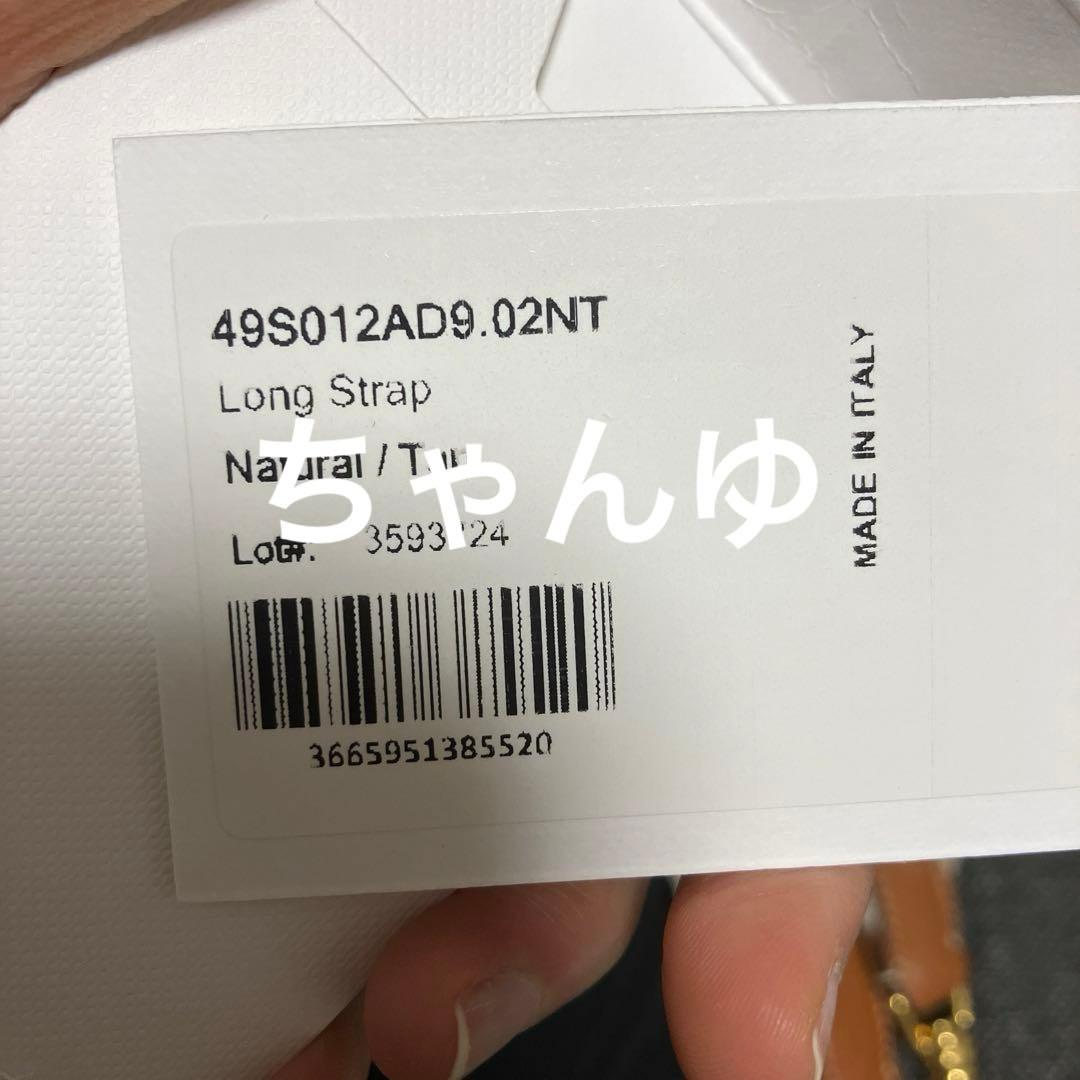 49S012AD9.02NT
Long Strap
Natural /
ちゃんゆ
Lot#:
3665951385520
MADE IN ITALY